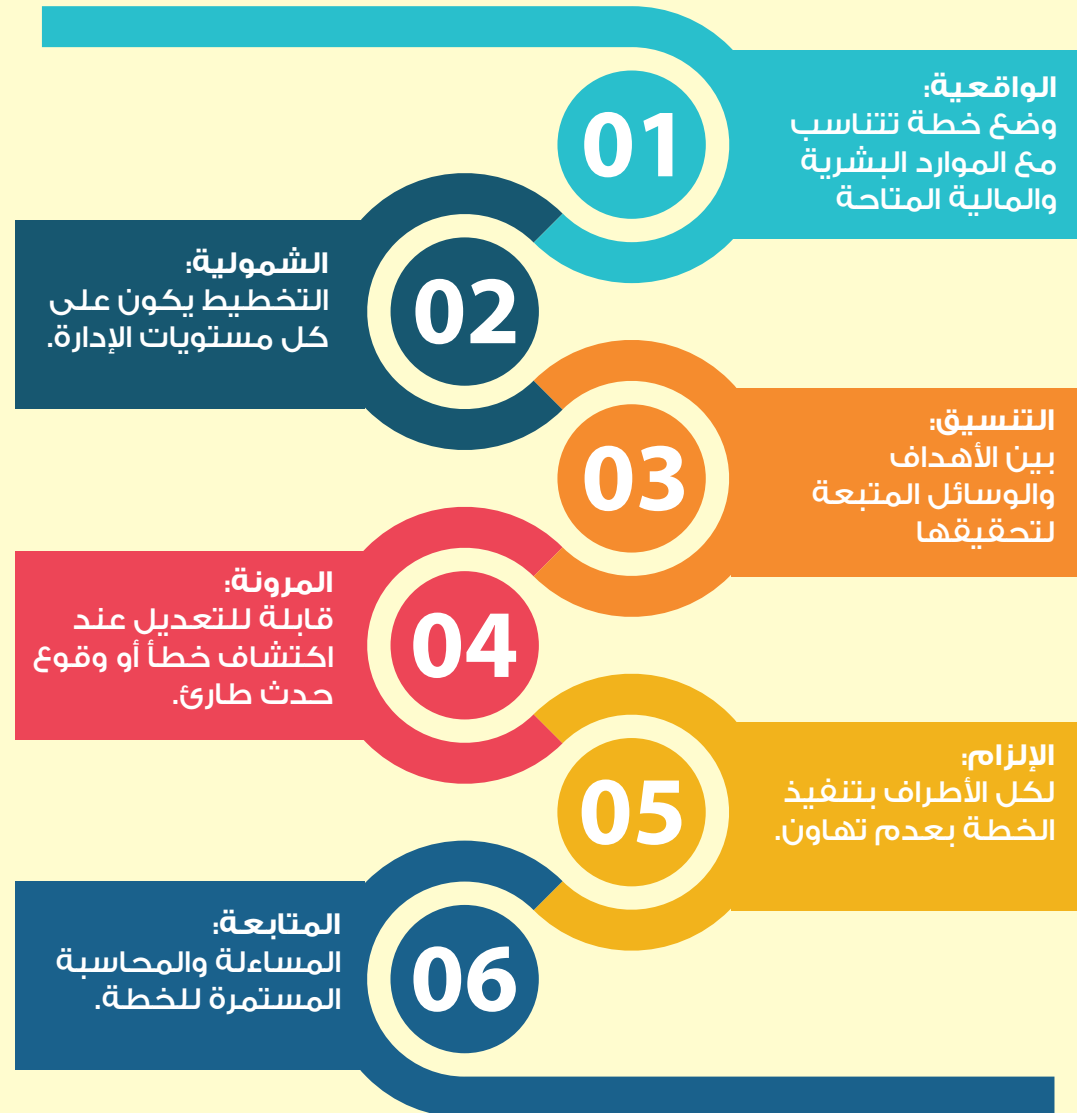 01
الواقعية:
وضع خطة تتناسب
مع الموارد البشرية
والمالية المتاحة
02
الشمولية:
التخطيط يكون على
كل مستويات الإدارة.
03
التنسيق:
بين الأهداف
والوسائل المتبعة
لتحقيقها
04
المرونة:
قابلة للتعديل عند
اكتشاف خطأ أو وقوع
حدث طارئ.
05
الإلزام:
لكل الأطراف بتنفيذ
الخطة بعدم تهاون.
06
المتابعة:
المساءلة والمحاسبة
المستمرة للخطة.